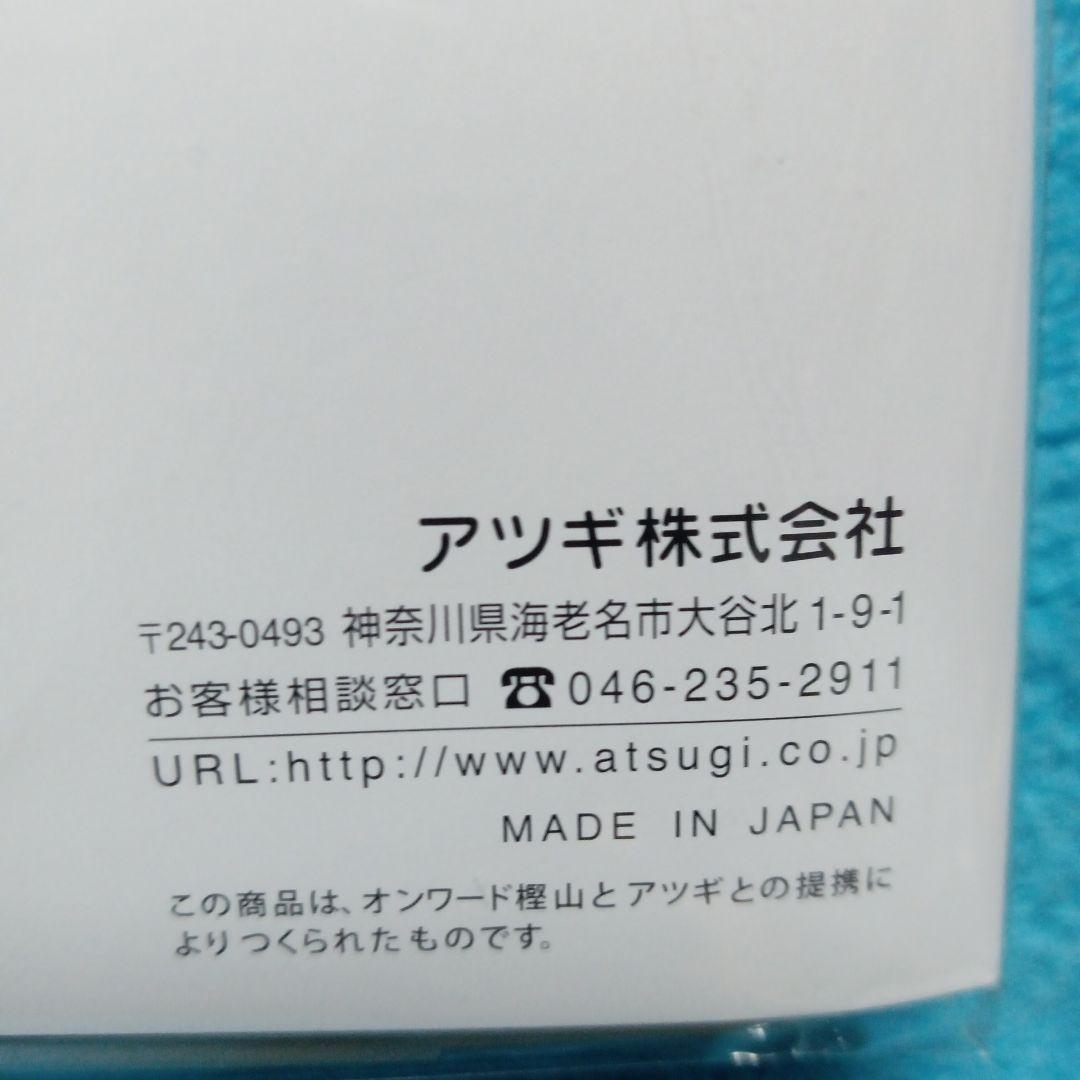 アツギ株式会社
〒243-0493 神奈川県海老名市大谷北1-9-1
お客様相談窓口 ☎046-235-2911
URL:http://www.atsugi.co.jp
MADE IN JAPAN
この商品は、オンワード樫山とアツギとの提携に
よりつくられたものです。